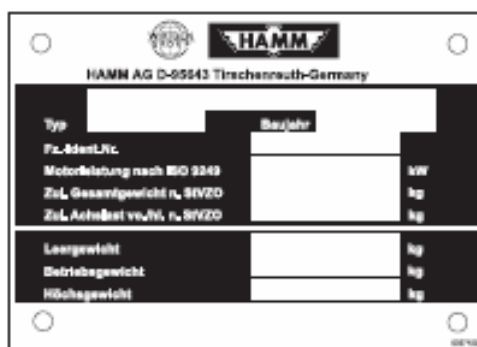 HAMM
HAMM AG D-95643 Tirschenreuth-Germany
Typ Baujahr
Fz.-Ident.Nr.
Motorleistung nach ISO 9249 kW
Zul. Gesamtgewicht n. StVZO kg
Zul. Achslast vo./hi. n. StVZO kg
Leergewicht kg
Betriebsgewicht kg
Höchstgewicht kg